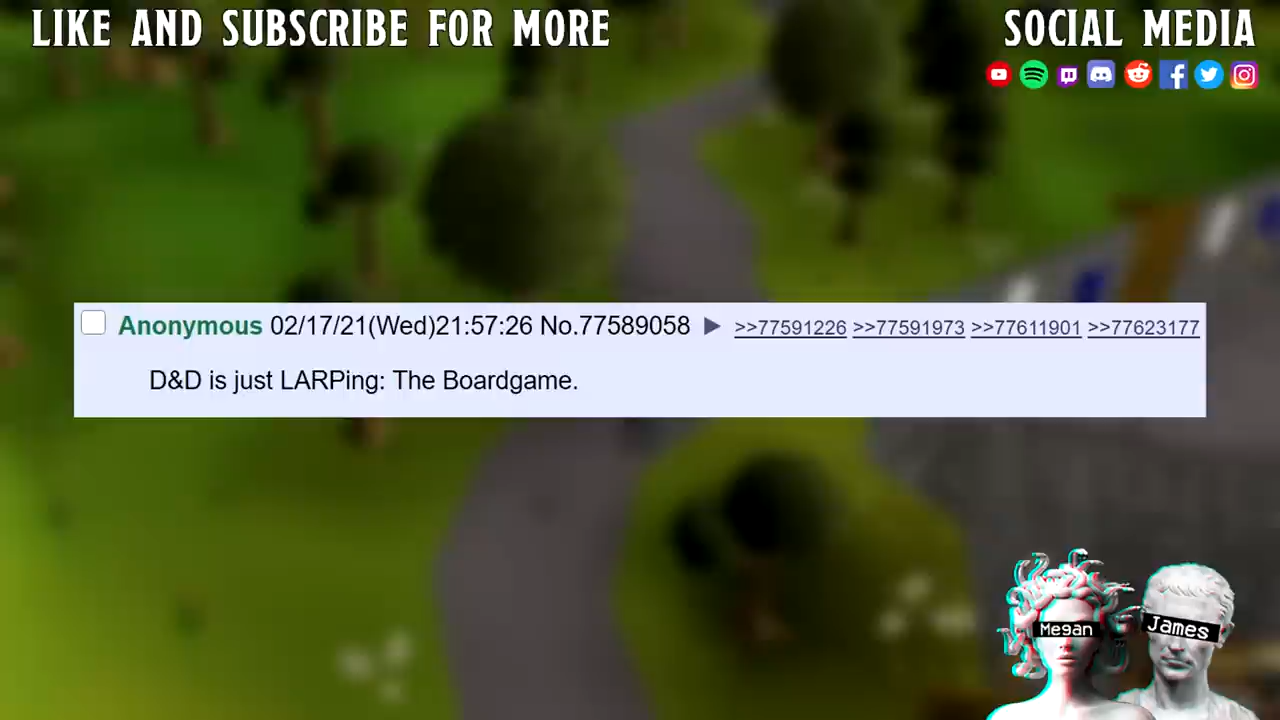 LIKE AND SUBSCRIBE FOR MORE
SOCIAL MEDIA
Anonymous 02/17/21(Wed)21:57:26 No.77589058 ▶ >>77591226 >>77591973 >>77611901 >>77623177
D&D is just LARPing: The Boardgame.
Megan
James